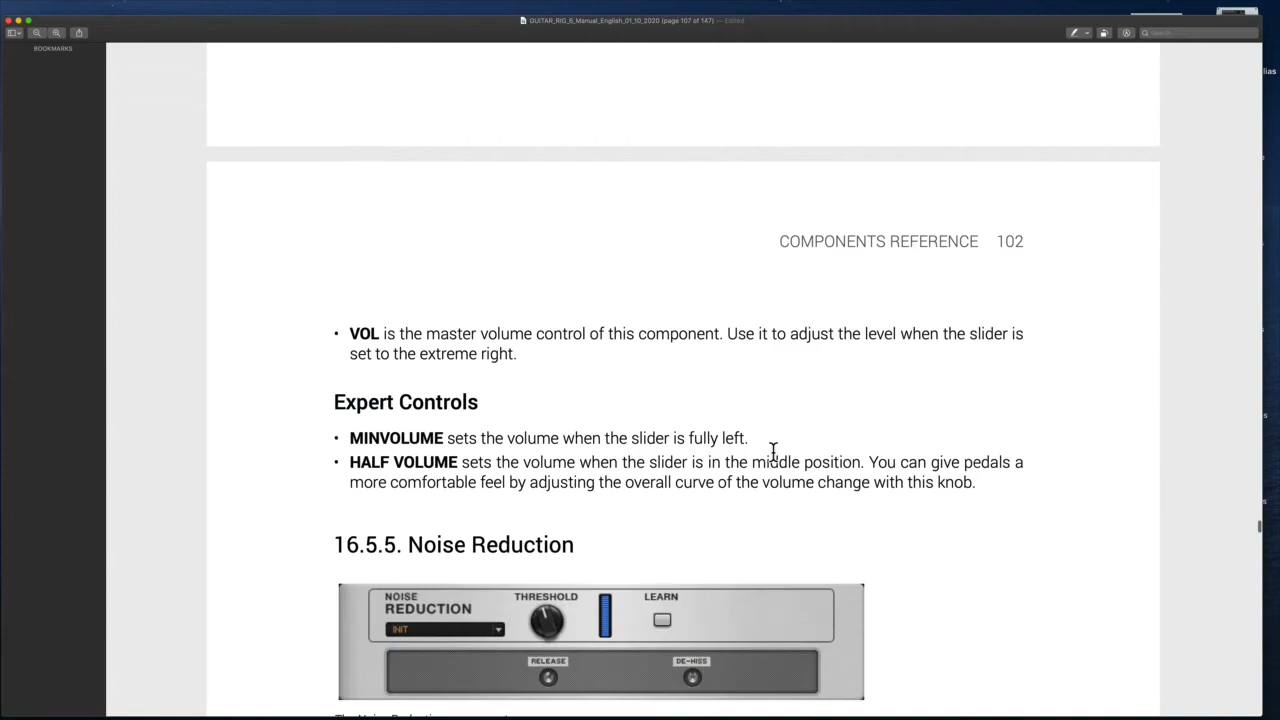 GUITAR_RIG_6_Manual_English_01_10_2020 (page 107 of 147) — Edited
Search
BOOKMARKS
lias
COMPONENTS REFERENCE 102
• VOL is the master volume control of this component. Use it to adjust the level when the slider is
set to the extreme right.
Expert Controls
• MINVOLUME sets the volume when the slider is fully left.
• HALF VOLUME sets the volume when the slider is in the middle position. You can give pedals a
more comfortable feel by adjusting the overall curve of the volume change with this knob.
16.5.5. Noise Reduction
NOISE
REDUCTION
THRESHOLD
LEARN
INIT
RELEASE
DE-HISS